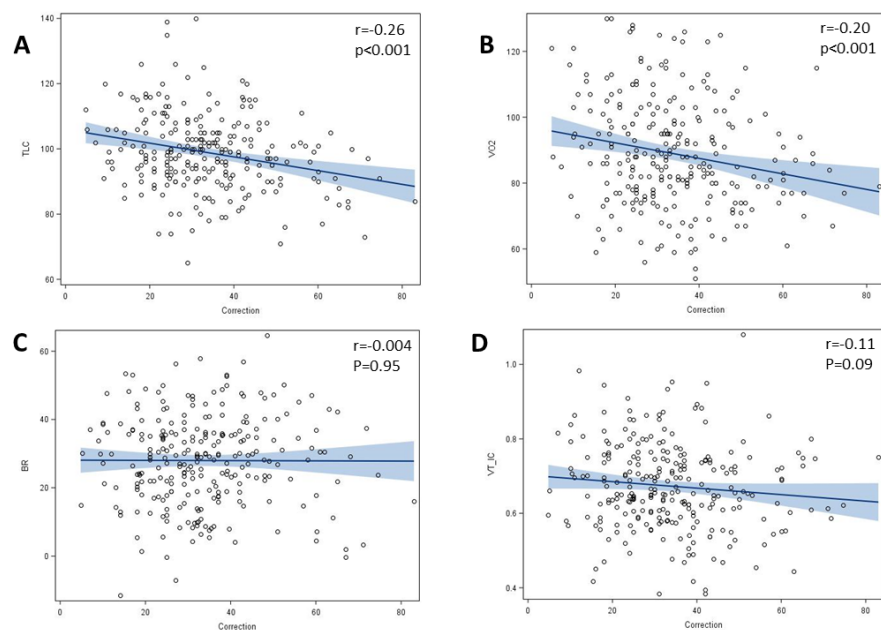 A
r=-0.26
p<0.001
140
120
100
80
60
TLC
0 20 40 60 80
Correction
B
r=-0.20
p<0.001
120
100
80
60
VO2
0 20 40 60 80
Correction
C
r=-0.004
P=0.95
60
40
20
0
BR
0 20 40 60 80
Correction
D
r=-0.11
P=0.09
1.0
0.8
0.6
0.4
VT_IC
0 20 40 60 80
Correction